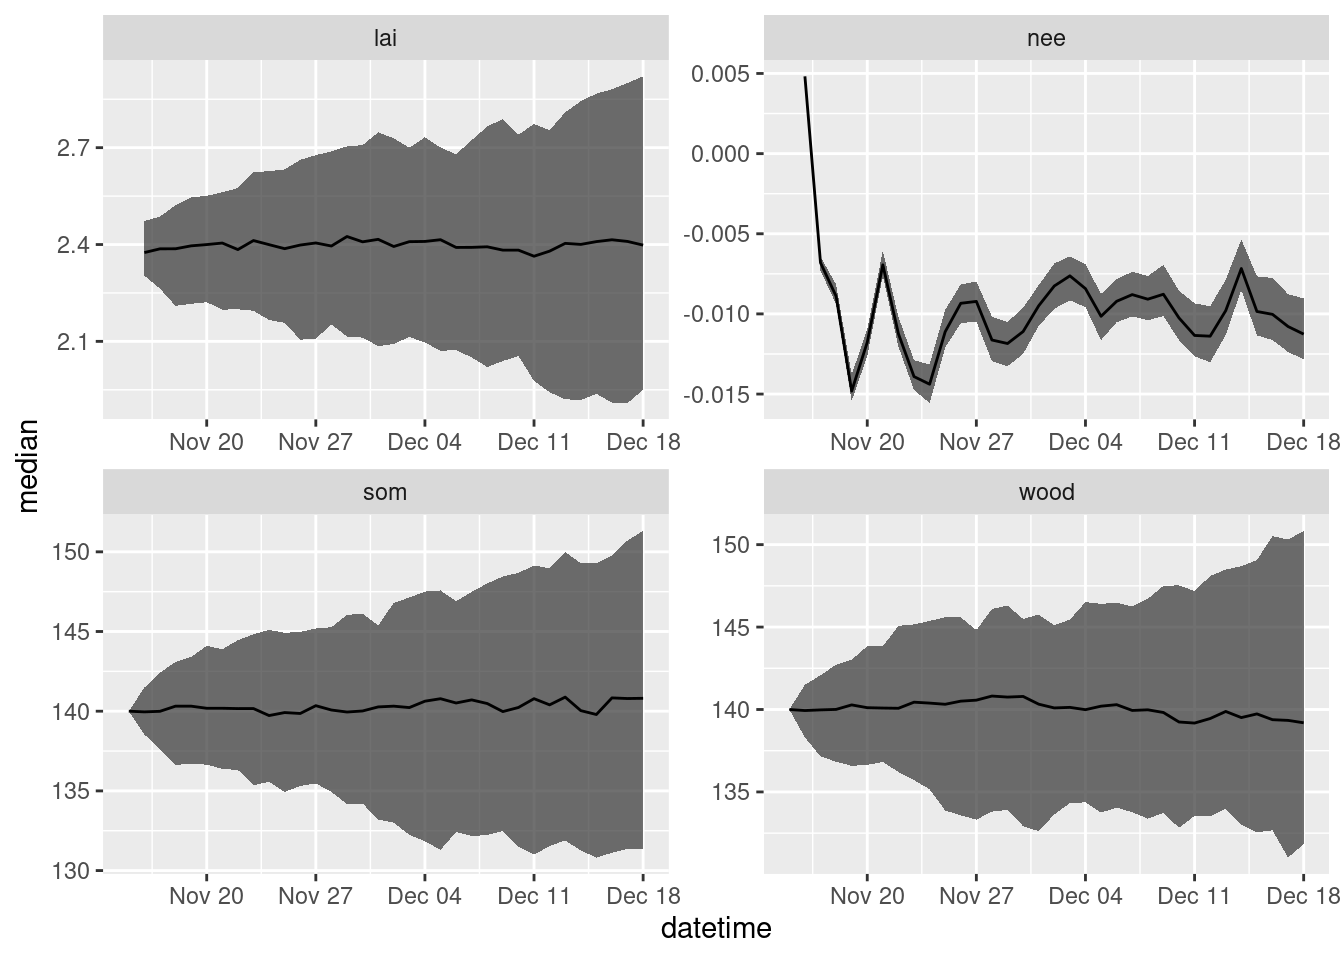 lai
nee
2.7
2.4
2.1
0.005
0.000
-0.005
-0.010
-0.015
Nov 20 Nov 27 Dec 04 Dec 11 Dec 18
Nov 20 Nov 27 Dec 04 Dec 11 Dec 18
median
som
wood
150
145
140
135
130
150
145
140
135
Nov 20 Nov 27 Dec 04 Dec 11 Dec 18
Nov 20 Nov 27 Dec 04 Dec 11 Dec 18
datetime